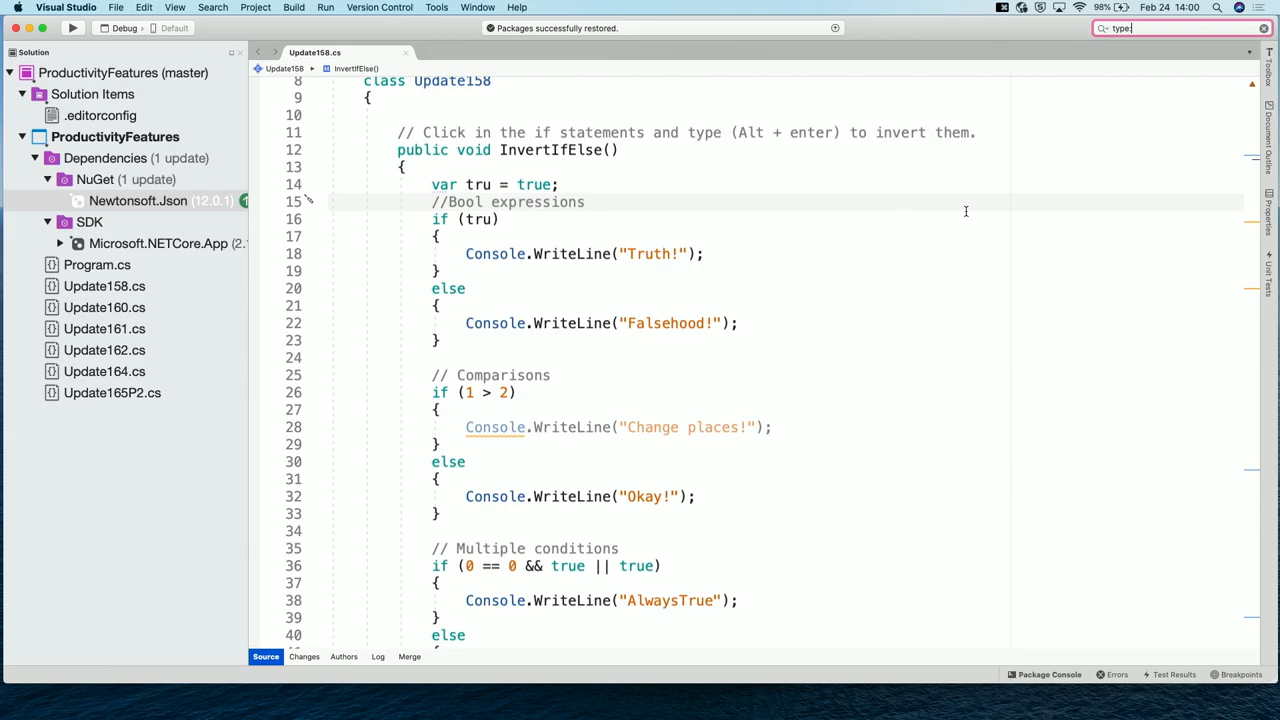 Visual Studio File Edit View Search Project Build Run Version Control Tools Window Help 98% Feb 24 14:00
Debug Default Packages successfully restored. type:
Solution
ProductivityFeatures (master)
Solution Items
.editorconfig
ProductivityFeatures
Dependencies (1 update)
NuGet (1 update)
Newtonsoft.Json (12.0.1)
SDK
Microsoft.NETCore.App (2.
Program.cs
Update158.cs
Update160.cs
Update161.cs
Update162.cs
Update164.cs
Update165P2.cs
Update158.cs
Update158 InvertIfElse()
8 class Update158
9 {
10
11 // Click in the if statements and type (Alt + enter) to invert them.
12 public void InvertIfElse()
13 {
14 var tru = true;
15 //Bool expressions
16 if (tru)
17 {
18 Console.WriteLine("Truth!");
19 }
20 else
21 {
22 Console.WriteLine("Falsehood!");
23 }
24
25 // Comparisons
26 if (1 > 2)
27 {
28 Console.WriteLine("Change places!");
29 }
30 else
31 {
32 Console.WriteLine("Okay!");
33 }
34
35 // Multiple conditions
36 if (0 == 0 && true || true)
37 {
38 Console.WriteLine("AlwaysTrue");
39 }
40 else
Source Changes Authors Log Merge
Toolbox
Document Outline
Properties
Unit Tests
Package Console Errors Test Results Breakpoints